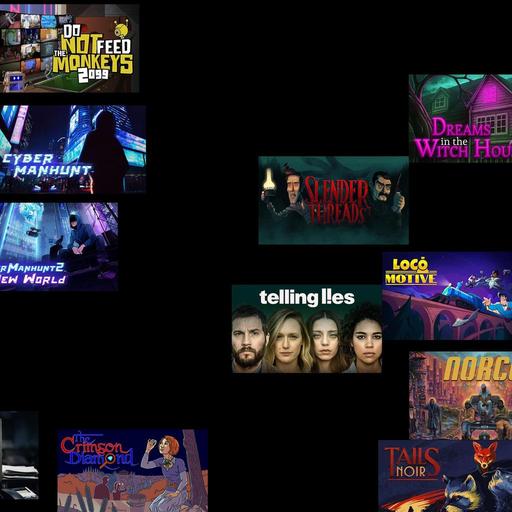 DO
NOT FEED
THE
MONKEYS
2099
DREAMS
in the
WITCH HOUS
CYBER
MANHUNT
SLENDER
THREADS
RMANHUNT2
EW WORLD
LOCO
MOTIVE
telling l!es
NORCO
The
Crimson
Diamond
TAILS
NOIR